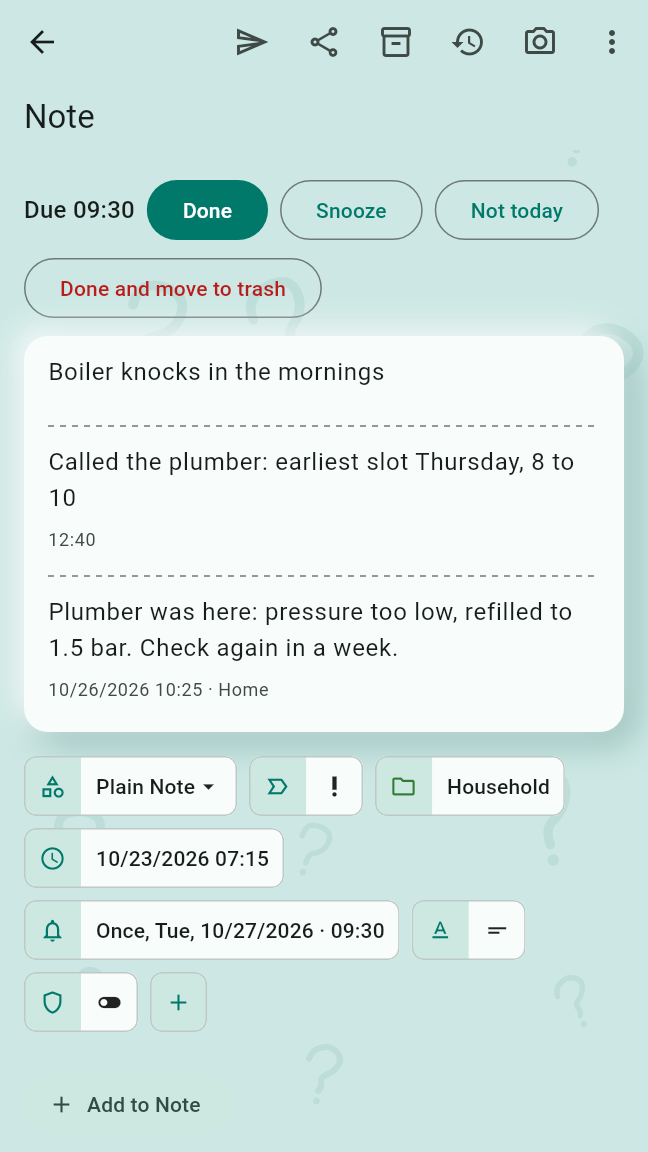 Note
Due 09:30
Done
Snooze
Not today
Done and move to trash
Boiler knocks in the mornings
Called the plumber: earliest slot Thursday, 8 to
10
12:40
Plumber was here: pressure too low, refilled to
1.5 bar. Check again in a week.
10/26/2026 10:25 · Home
Plain Note
Household
10/23/2026 07:15
Once, Tue, 10/27/2026 · 09:30
Add to Note